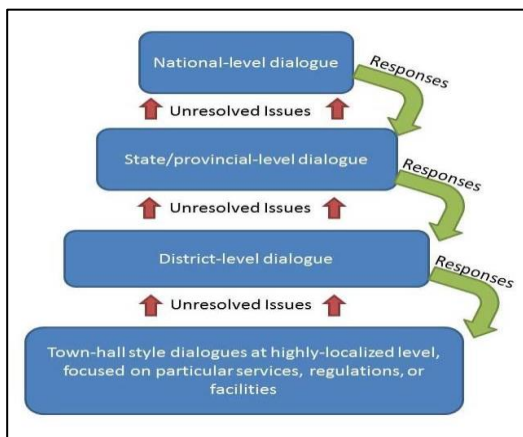 National-level dialogue
Responses
Unresolved Issues
State/provincial-level dialogue
Responses
Unresolved Issues
District-level dialogue
Responses
Unresolved Issues
Town-hall style dialogues at highly-localized level,
focused on particular services, regulations, or
facilities